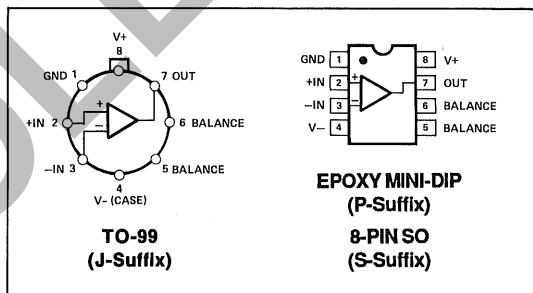 V+
8
GND 1
7 OUT
+IN 2
+
−
6 BALANCE
−IN 3
5 BALANCE
4
V– (CASE)
TO-99
(J-Suffix)
GND 1
8 V+
+IN 2
+
7 OUT
−IN 3
−
6 BALANCE
V− 4
5 BALANCE
EPOXY MINI-DIP
(P-Suffix)
8-PIN SO
(S-Suffix)